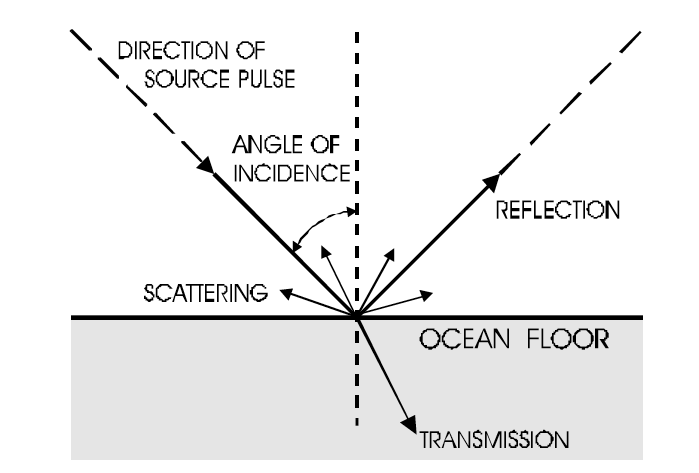 DIRECTION OF
SOURCE PULSE
ANGLE OF
INCIDENCE
REFLECTION
SCATTERING
OCEAN FLOOR
TRANSMISSION